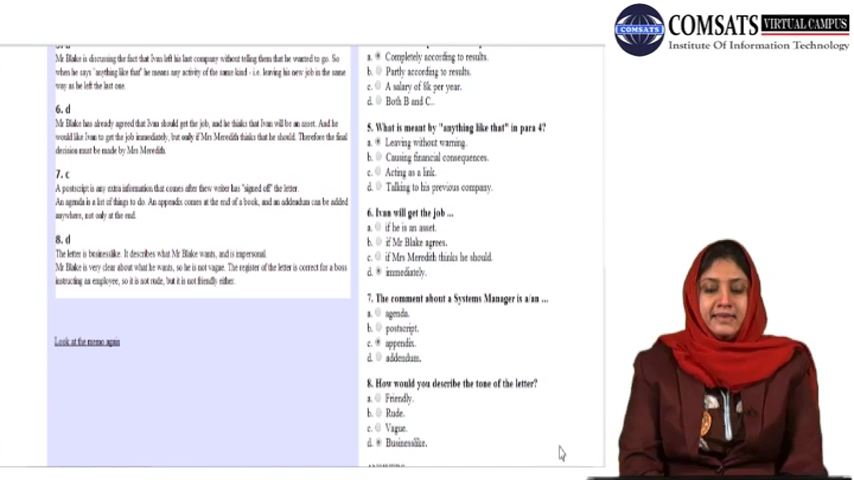 COMSATS VIRTUAL CAMPUS
Institute Of Information Technology
COMSATS
Mr Blake is discussing the fact that Ivan left his last company without telling them that he wanted to go. So
when he says "anything like that" he means any activity of the same kind - i.e. leaving his new job in the same
way as he left the last one.
6. d
Mr Blake has already agreed that Ivan should get the job, and he thinks that Ivan will be an asset. And he
would like Ivan to get the job immediately, but only if Mrs Meredith thinks that he should. Therefore the final
decision must be made by Mrs Meredith.
7. c
A postscript is any extra information that comes after thew writer has "signed off" the letter.
An agenda is a list of things to do. An appendix comes at the end of a book, and an addendum can be added
anywhere, not only at the end.
8. d
The letter is businesslike. It describes what Mr Blake wants, and is impersonal.
Mr Blake is very clear about what he wants, so he is not vague. The register of the letter is correct for a boss
instructing an employee, so it is not rude, but it is not friendly either.
Look at the memo again
a. Completely according to results.
b. Partly according to results.
c. A salary of 8k per year.
d. Both B and C..
5. What is meant by "anything like that" in para 4?
a. Leaving without warning.
b. Causing financial consequences.
c. Acting as a link.
d. Talking to his previous company.
6. Ivan will get the job ...
a. if he is an asset.
b. if Mr Blake agrees.
c. if Mrs Meredith thinks he should.
d. immediately.
7. The comment about a Systems Manager is a/an ...
a. agenda.
b. postscript.
c. appendix.
d. addendum.
8. How would you describe the tone of the letter?
a. Friendly.
b. Rude.
c. Vague.
d. Businesslike.